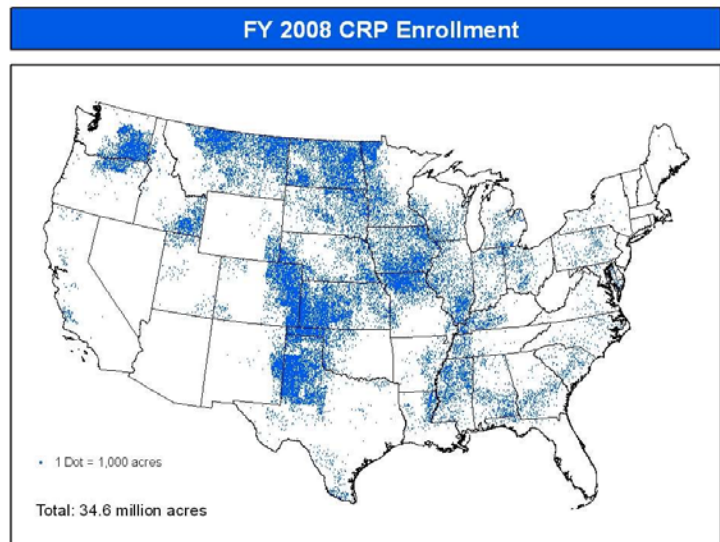 FY 2008 CRP Enrollment
1 Dot = 1,000 acres
Total: 34.6 million acres